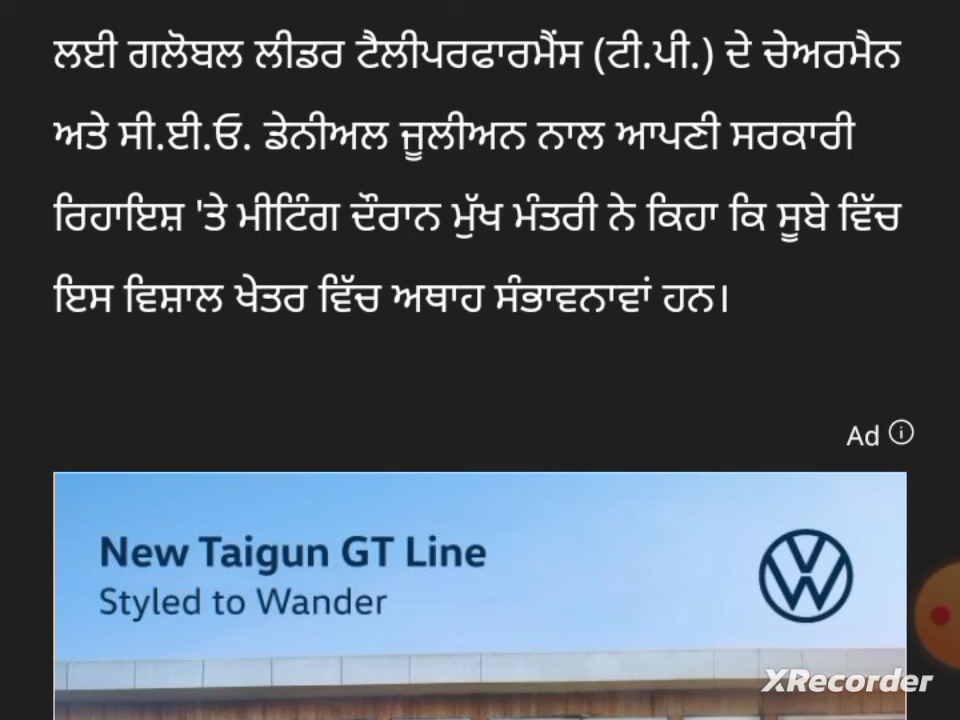 ਲਈ ਗਲੋਬਲ ਲੀਡਰ ਟੈਲੀਪਰਫਾਰਮੈਂਸ (ਟੀ.ਪੀ.) ਦੇ ਚੇਅਰਮੈਨ
ਅਤੇ ਸੀ.ਈ.ਓ. ਡੇਨੀਅਲ ਜੂਲੀਅਨ ਨਾਲ ਆਪਣੀ ਸਰਕਾਰੀ
ਰਿਹਾਇਸ਼ 'ਤੇ ਮੀਟਿੰਗ ਦੌਰਾਨ ਮੁੱਖ ਮੰਤਰੀ ਨੇ ਕਿਹਾ ਕਿ ਸੂਬੇ ਵਿੱਚ
ਇਸ ਵਿਸ਼ਾਲ ਖੇਤਰ ਵਿੱਚ ਅਥਾਹ ਸੰਭਾਵਨਾਵਾਂ ਹਨ।
Ad
New Taigun GT Line
Styled to Wander
XRecorder